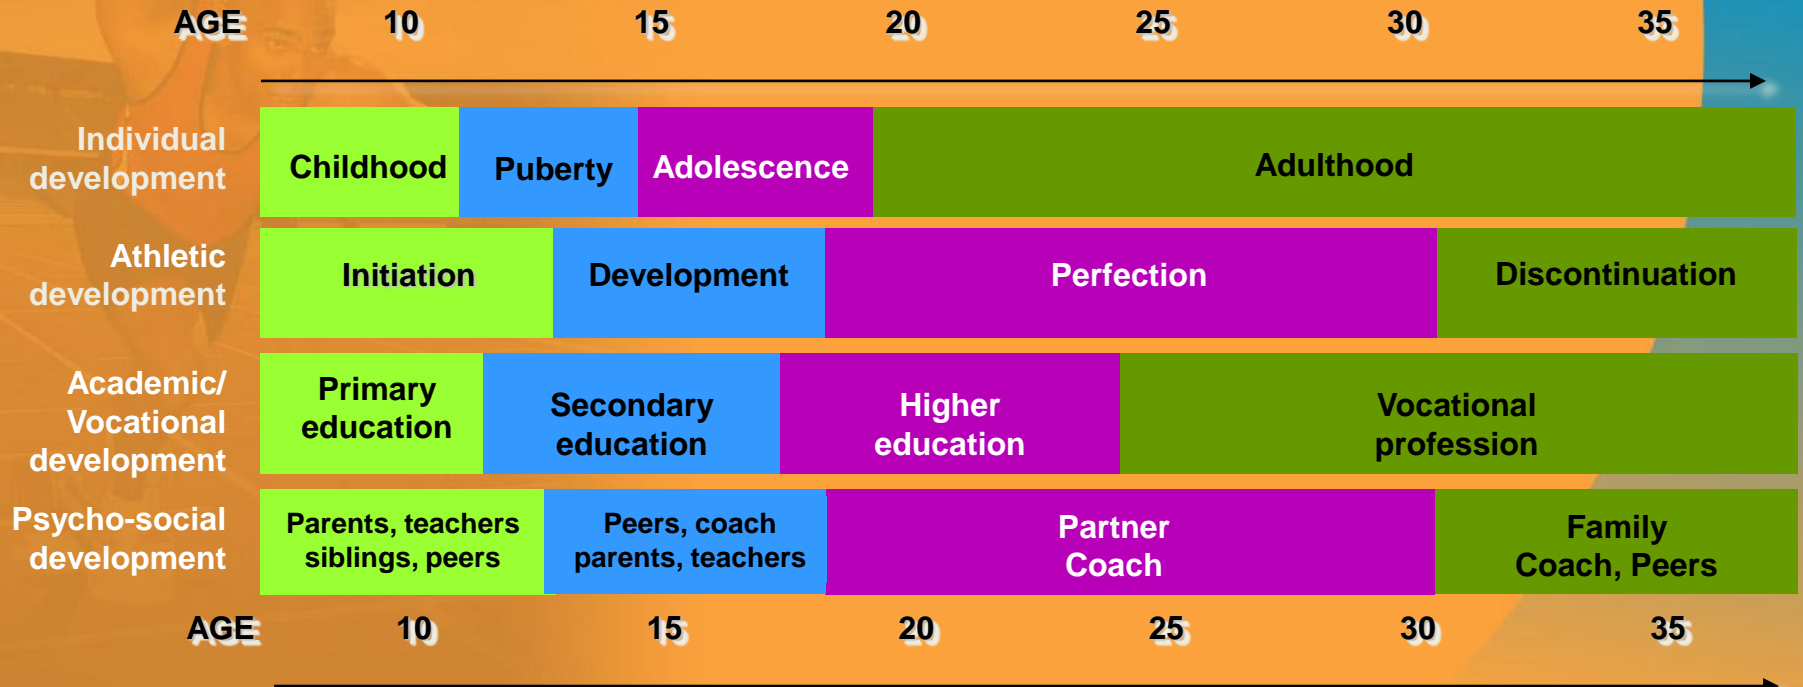 AGE 10 15 20 25 30 35
Individual
development
Childhood
Puberty
Adolescence
Adulthood
Athletic
development
Initiation
Development
Perfection
Discontinuation
Academic/
Vocational
development
Primary
education
Secondary
education
Higher
education
Vocational
profession
Psycho-social
development
Parents, teachers
siblings, peers
Peers, coach
parents, teachers
Partner
Coach
Family
Coach, Peers
AGE 10 15 20 25 30 35